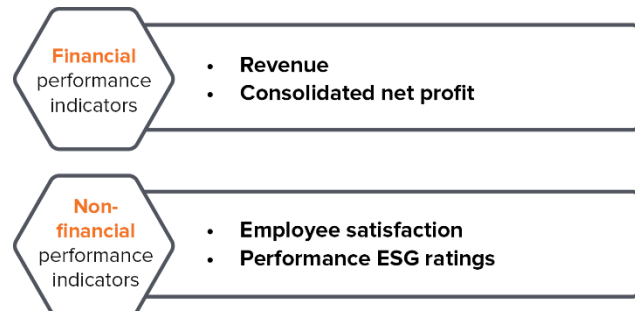 Financial
performance
indicators
• Revenue
• Consolidated net profit
Non-
financial
performance
indicators
• Employee satisfaction
• Performance ESG ratings